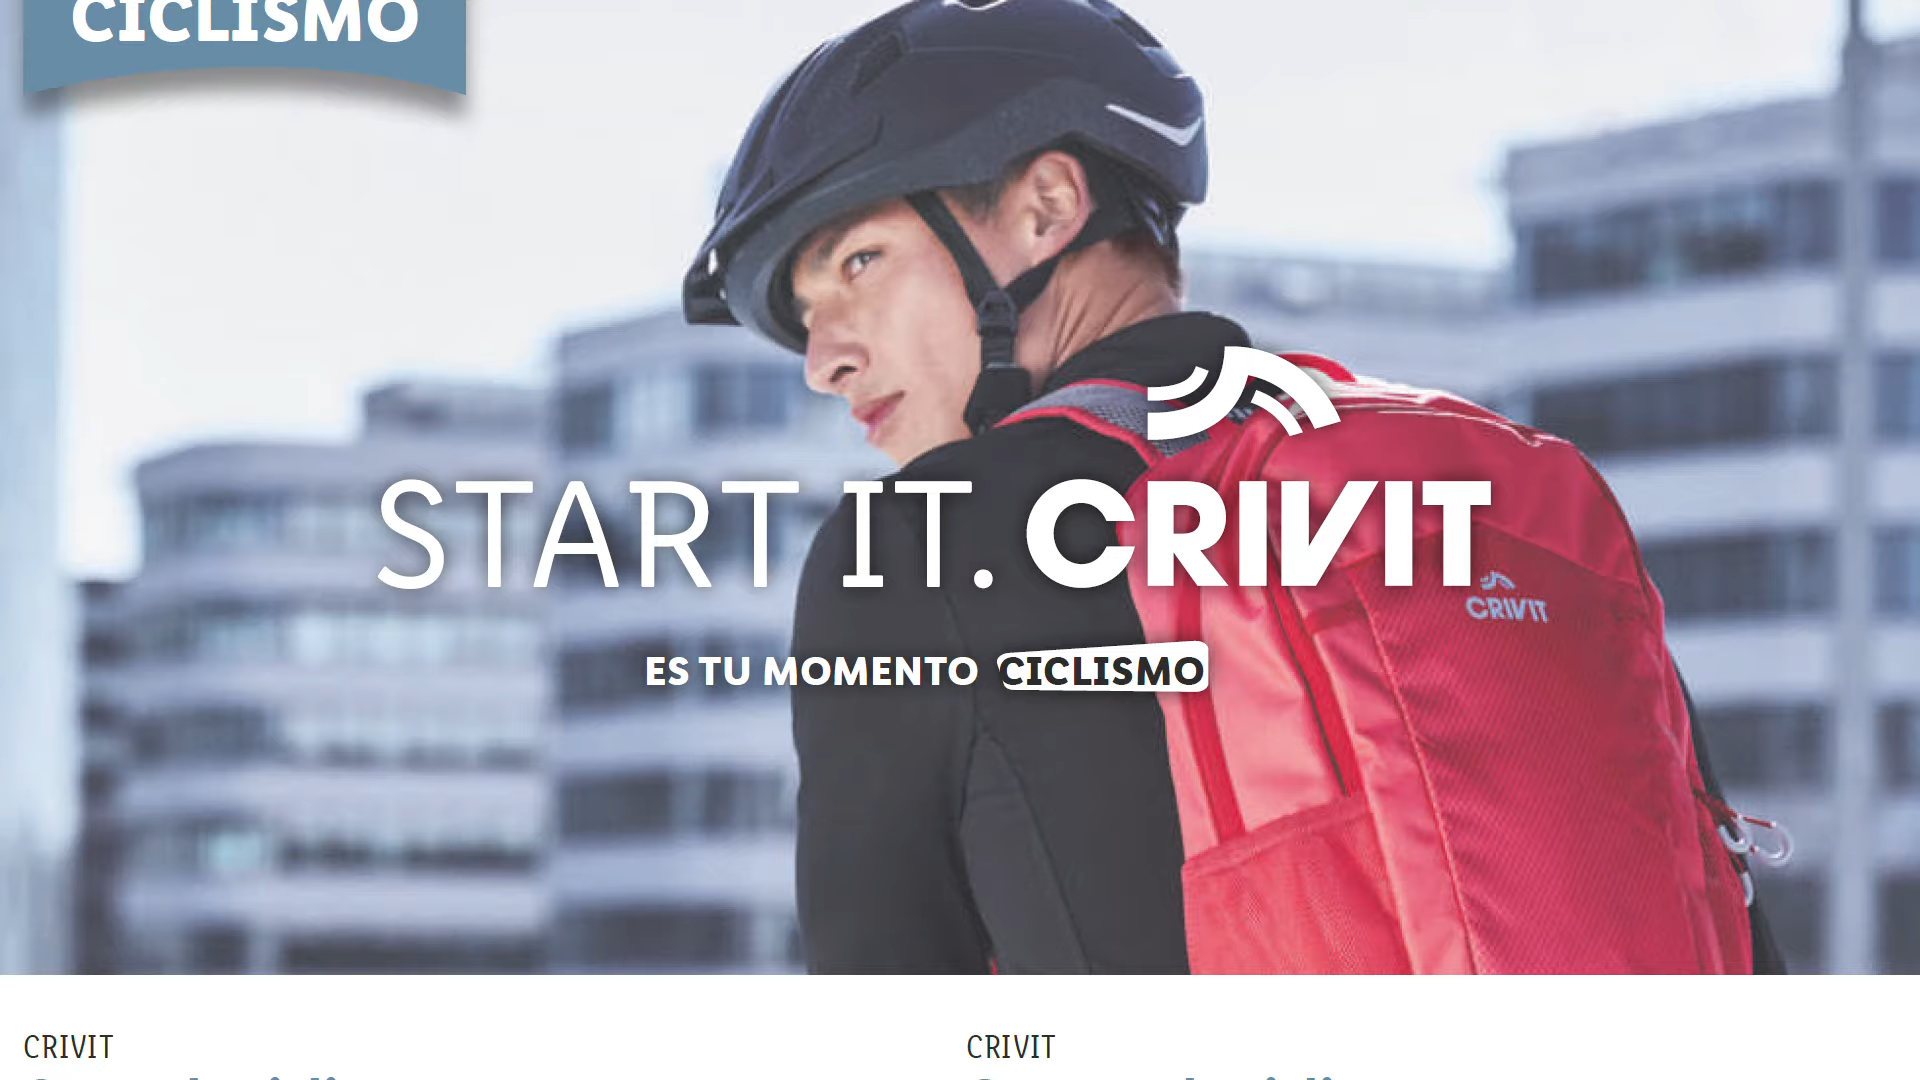 CICLISMO
START IT. CRIVIT
CRIVIT
ES TU MOMENTO CICLISMO
CRIVIT
CRIVIT